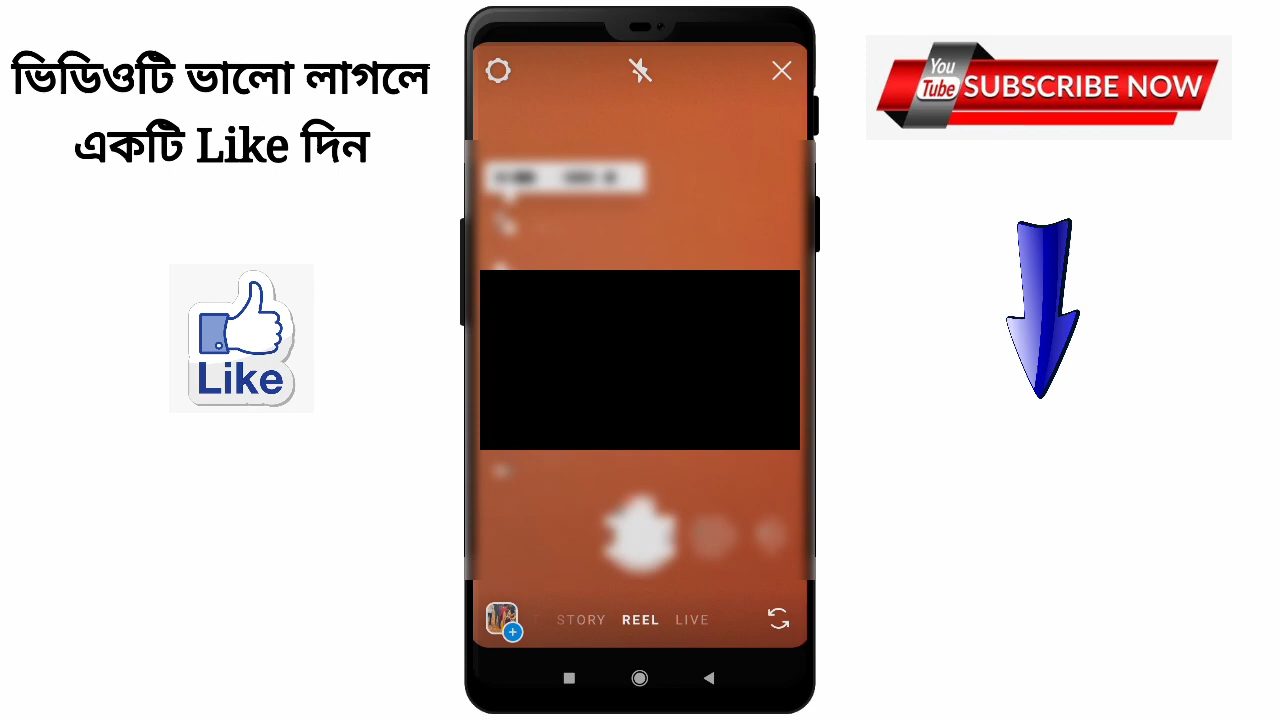 ভিডিওটি ভালো লাগলে
একটি Like দিন
Like
You
Tube
SUBSCRIBE NOW
STORY REEL LIVE